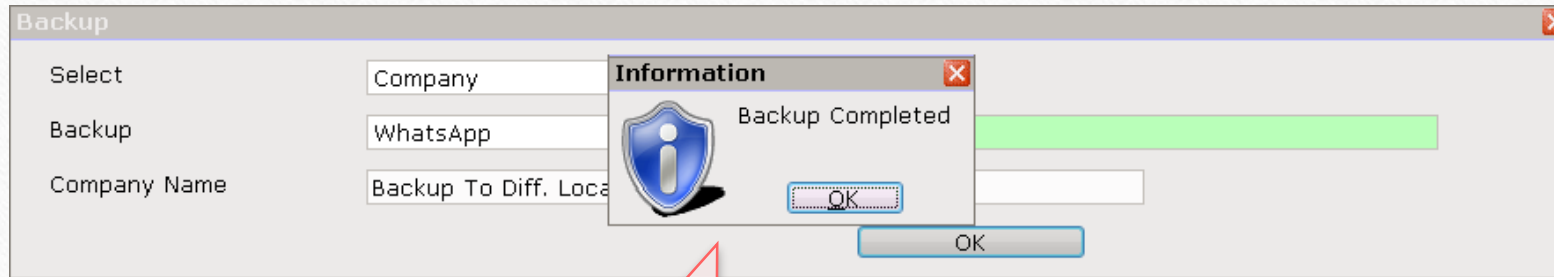 Backup
Select
Company
Information
Backup Completed
Backup
WhatsApp
Company Name
Backup To Diff. Loca
OK
OK